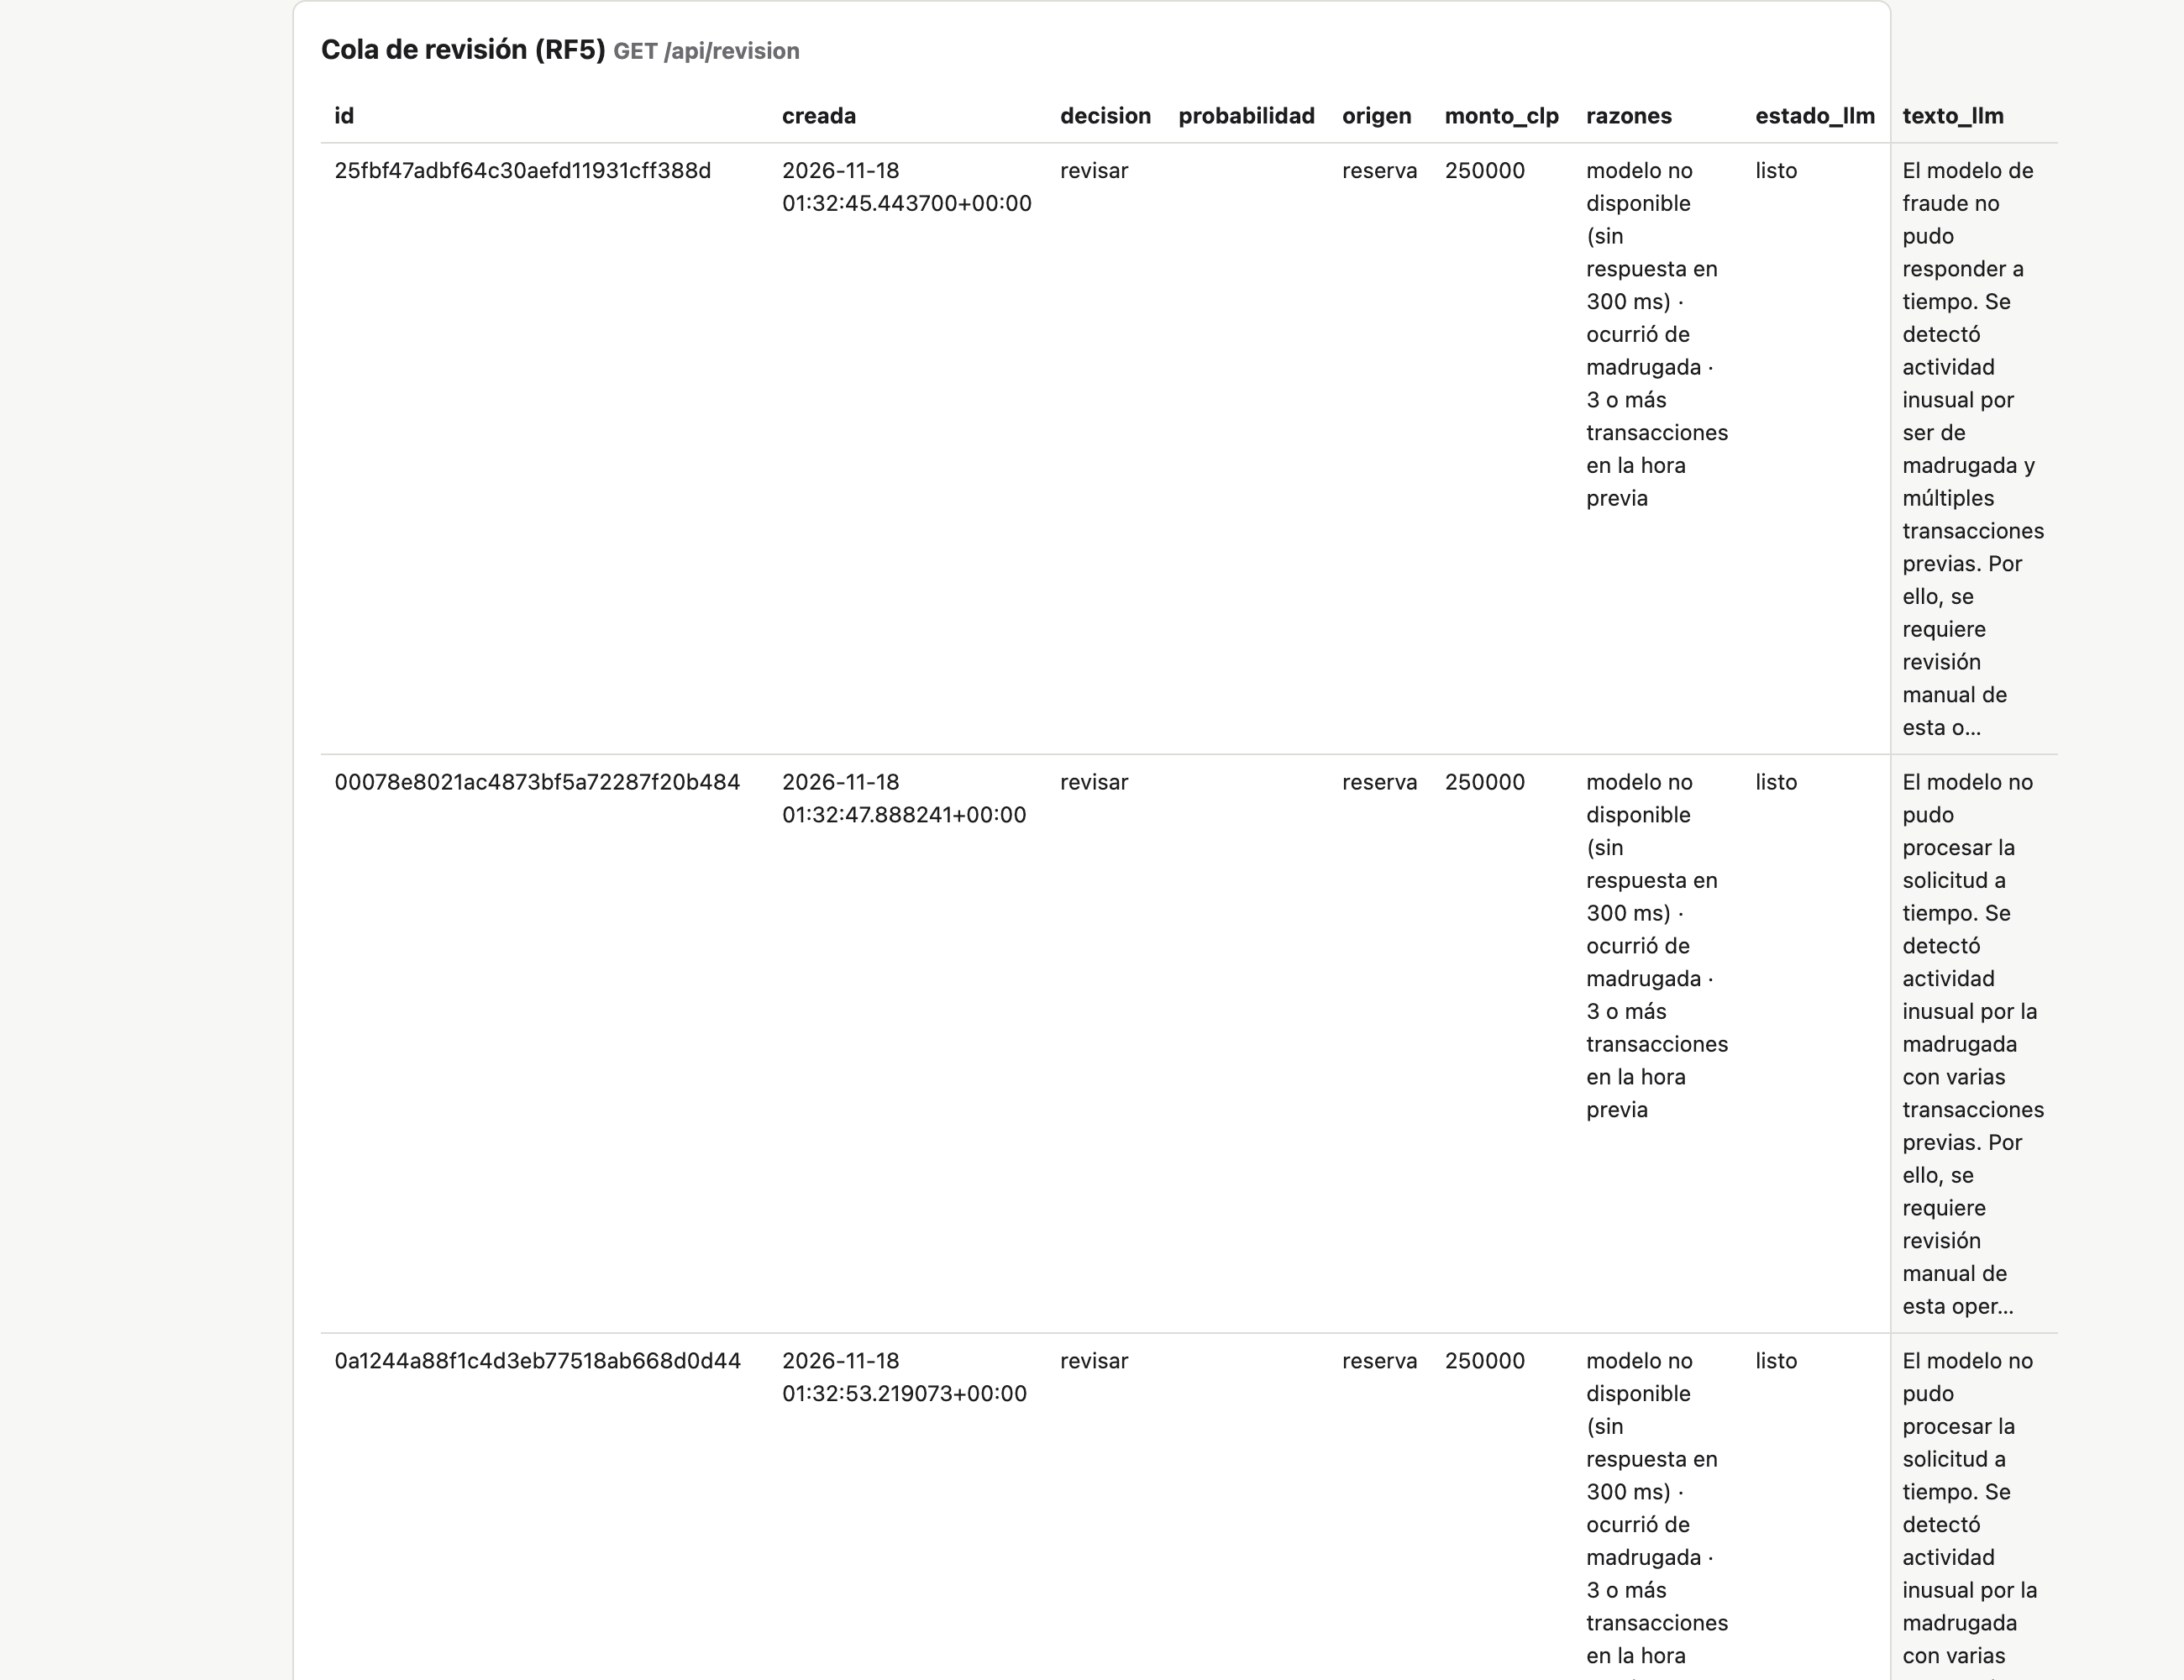 Cola de revisión (RF5) GET /api/revision
id creada decision probabilidad origen monto_clp razones estado_llm texto_llm
25fbf47adbf64c30aefd11931cff388d 2026-11-18 revisar reserva 250000 modelo no listo El modelo de
01:32:45.443700+00:00 disponible fraude no
(sin pudo
respuesta en responder a
300 ms) · tiempo. Se
ocurrió de detectó
madrugada · actividad
3 o más inusual por
transacciones ser de
en la hora madrugada y
previa múltiples
transacciones
previas. Por
ello, se
requiere
revisión
manual de
esta o...
00078e8021ac4873bf5a72287f20b484 2026-11-18 revisar reserva 250000 modelo no listo El modelo no
01:32:47.888241+00:00 disponible pudo
(sin procesar la
respuesta en solicitud a
300 ms) · tiempo. Se
ocurrió de detectó
madrugada · actividad
3 o más inusual por la
transacciones madrugada
en la hora con varias
previa transacciones
previas. Por
ello, se
requiere
revisión
manual de
esta oper...
0a1244a88f1c4d3eb77518ab668d0d44 2026-11-18 revisar reserva 250000 modelo no listo El modelo no
01:32:53.219073+00:00 disponible pudo
(sin procesar la
respuesta en solicitud a
300 ms) · tiempo. Se
ocurrió de detectó
madrugada · actividad
3 o más inusual por la
transacciones madrugada
en la hora con varias